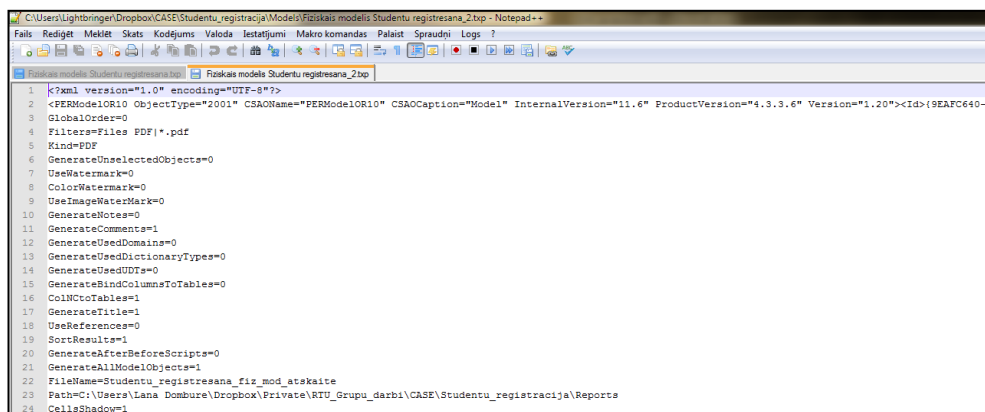 C:\Users\Lightbringer\Dropbox\CASE\Studentu_registracija\Models\Fiziskais modelis Studentu registresana_2.txp - Notepad++
Fails Rediģēt Meklēt Skats Kodējums Valoda Iestatījumi Makro komandas Palaist Spraudņi Logs ?
Fiziskais modelis Studentu registresana.txp Fiziskais modelis Studentu registresana_2.txp
1 <?xml version="1.0" encoding="UTF-8"?>
2 <PERModelOR10 ObjectType="2001" CSAOName="PERModelOR10" CSAOCaption="Model" InternalVersion="11.6" ProductVersion="4.3.3.6" Version="1.20"><Id>{9EAFC640-
3 GlobalOrder=0
4 Filters=Files PDF|*.pdf
5 Kind=PDF
6 GenerateUnselectedObjects=0
7 UseWatermark=0
8 ColorWatermark=0
9 UseImageWaterMark=0
10 GenerateNotes=0
11 GenerateComments=1
12 GenerateUsedDomains=0
13 GenerateUsedDictionaryTypes=0
14 GenerateUsedUDTs=0
15 GenerateBindColumnsToTables=0
16 ColNCtoTables=1
17 GenerateTitle=1
18 UseReferences=0
19 SortResults=1
20 GenerateAfterBeforeScripts=0
21 GenerateAllModelObjects=1
22 FileName=Studentu_registresana_fiz_mod_atskaite
23 Path=C:\Users\Lana Dombure\Dropbox\Private\RTU_Grupu_darbi\CASE\Studentu_registracija\Reports
24 CellsShadow=1